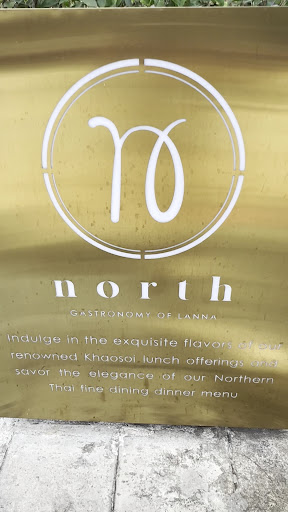 n
north
GASTRONOMY OF LANNA
Indulge in the exquisite flavors of our
renowned Khaosoi lunch offerings and
savor the elegance of our Northern
Thai fine dining dinner menu